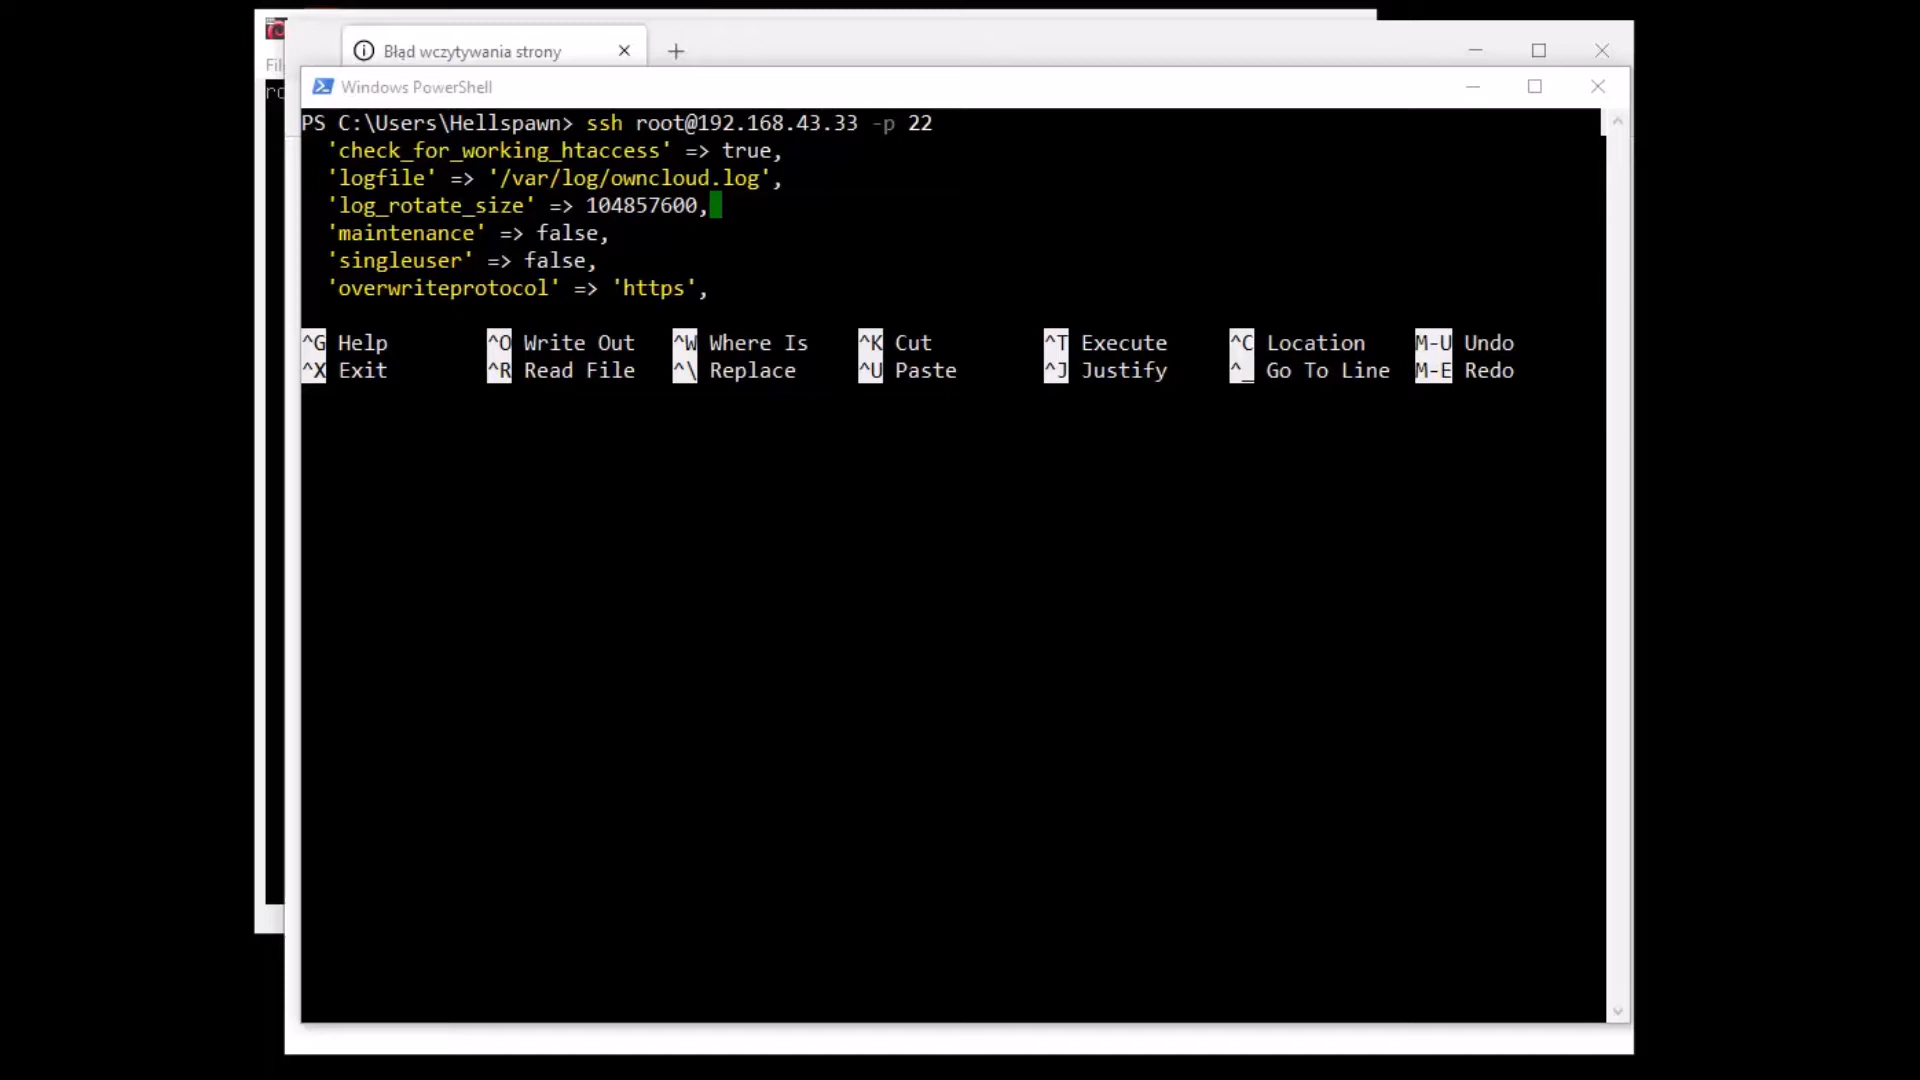 Błąd wczytywania strony
Fil
Windows PowerShell
PS C:\Users\Hellspawn> ssh root@192.168.43.33 -p 22
'check_for_working_htaccess' => true,
'logfile' => '/var/log/owncloud.log',
'log_rotate_size' => 104857600,
'maintenance' => false,
'singleuser' => false,
'overwriteprotocol' => 'https',
^G Help ^O Write Out ^W Where Is ^K Cut ^T Execute ^C Location M-U Undo
^X Exit ^R Read File ^\ Replace ^U Paste ^J Justify ^_ Go To Line M-E Redo